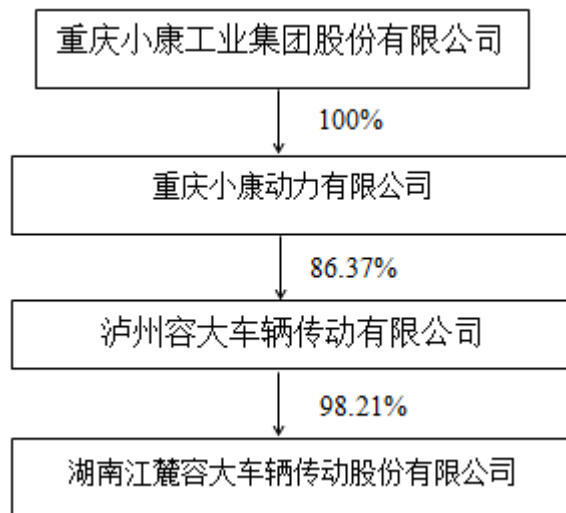 重庆小康工业集团股份有限公司
100%
重庆小康动力有限公司
86.37%
泸州容大车辆传动有限公司
98.21%
湖南江麓容大车辆传动股份有限公司